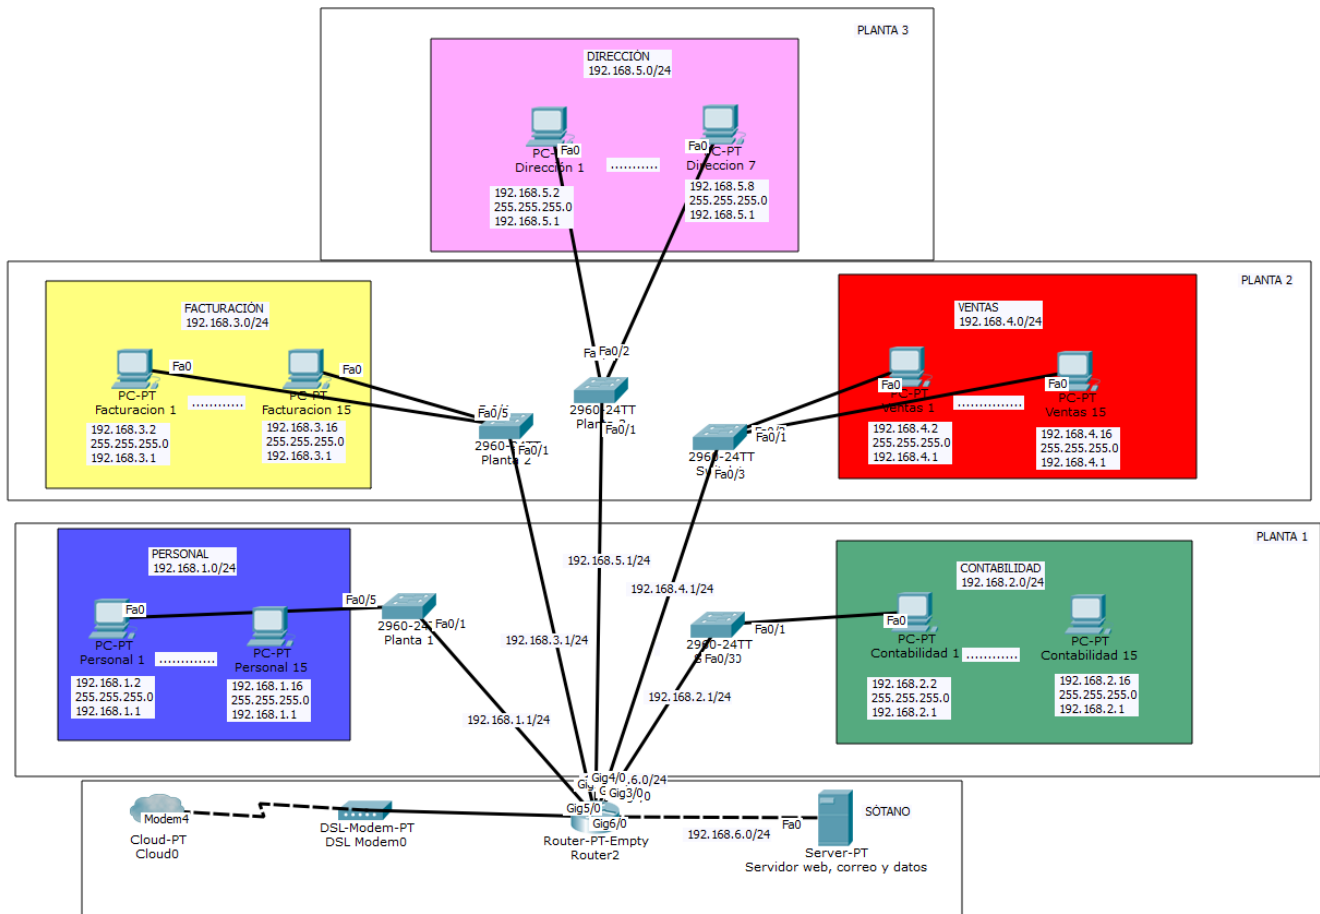 PLANTA 3
DIRECCIÓN
192.168.5.0/24
Fa0
Fa0
Dirección 1
...........
C-PT
Direccion 7
192.168.5.2
255.255.255.0
192.168.5.1
192.168.5.8
255.255.255.0
192.168.5.1
PLANTA 2
FACTURACIÓN
192.168.3.0/24
Fa0
Fa0
PC-PT
Facturacion 1
............
PC-PT
Facturacion 15
192.168.3.2
255.255.255.0
192.168.3.1
192.168.3.16
255.255.255.0
192.168.3.1
Fa0/5
Fa0/1
Planta 2
Fa0/2
2960-24TT
Fa0/1
VENTAS
192.168.4.0/24
Fa0
Fa0
PC-PT
Ventas 1
..............
PC-PT
Ventas 15
192.168.4.2
255.255.255.0
192.168.4.1
192.168.4.16
255.255.255.0
192.168.4.1
Fa0/1
2960-24TT
Fa0/3
PLANTA 1
PERSONAL
192.168.1.0/24
Fa0
Fa0/5
PC-PT
Personal 1
.............
PC-PT
Personal 15
192.168.1.2
255.255.255.0
192.168.1.1
192.168.1.16
255.255.255.0
192.168.1.1
Fa0/1
Planta 1
192.168.5.1/24
192.168.4.1/24
192.168.3.1/24
192.168.2.1/24
192.168.1.1/24
Fa0/1
2960-24TT
CONTABILIDAD
192.168.2.0/24
Fa0
PC-PT
Contabilidad 1
............
PC-PT
Contabilidad 15
192.168.2.2
255.255.255.0
192.168.2.1
192.168.2.16
255.255.255.0
192.168.2.1
Gig4/0
.6.0/24
Gig3/0
Gig5/0
Gig6/0
SÓTANO
Modem4
Cloud-PT
Cloud0
DSL-Modem-PT
DSL Modem0
Router-PT-Empty
Router2
192.168.6.0/24
Fa0
Server-PT
Servidor web, correo y datos